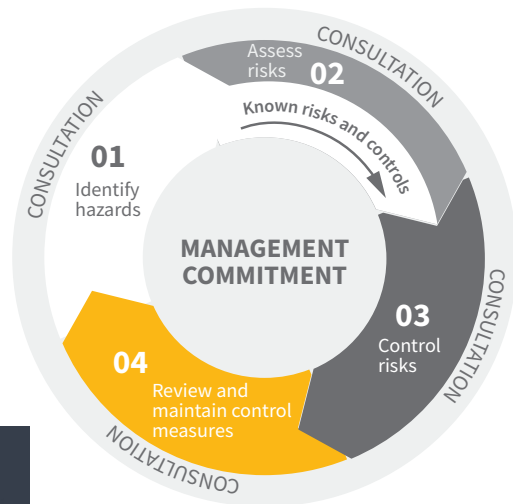 CONSULTATION
CONSULTATION
CONSULTATION
CONSULTATION
01
Identify
hazards
Assess
risks
02
Known risks and controls
MANAGEMENT
COMMITMENT
03
Control
risks
04
Review and
maintain control
measures